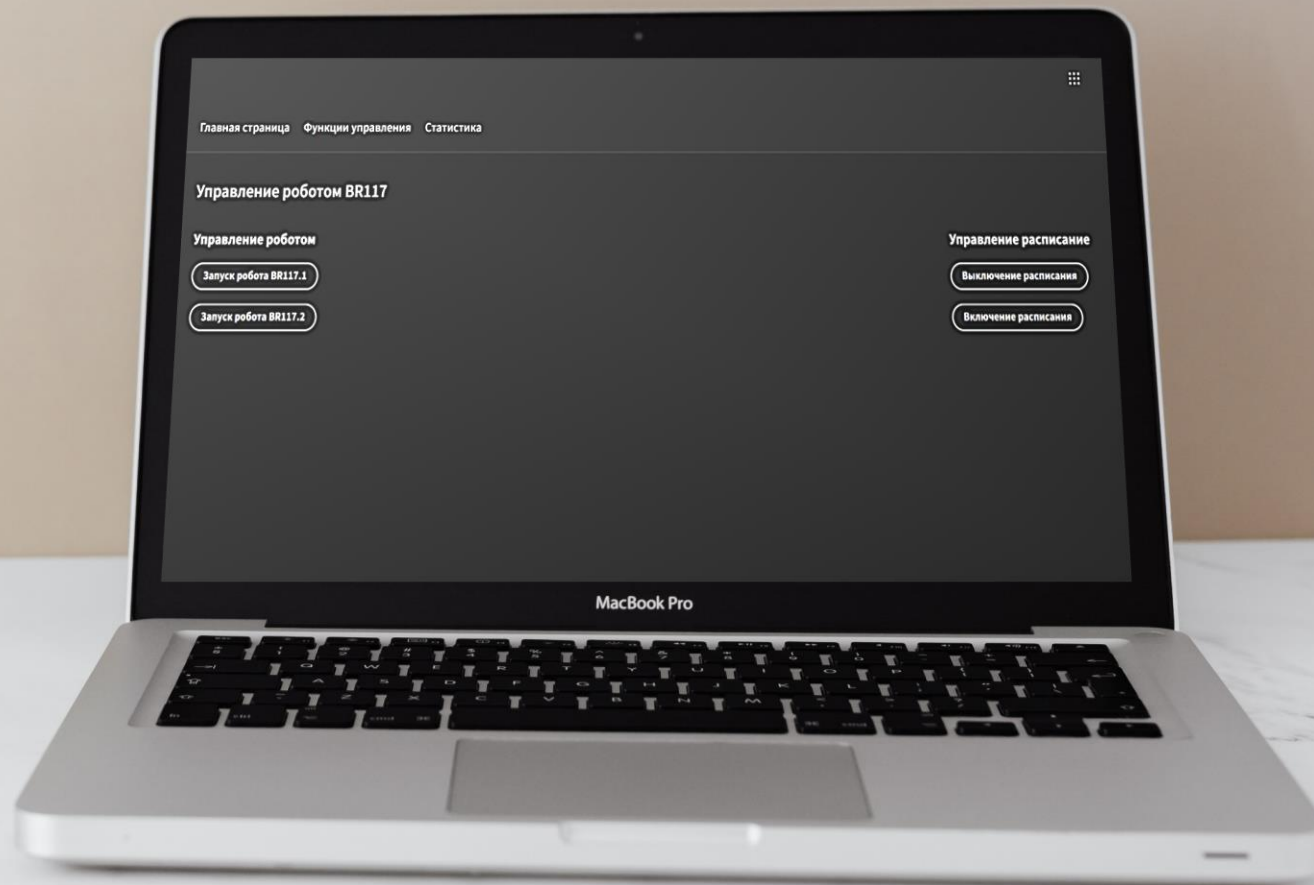 Главная страница Функции управления Статистика
Управление роботом BR117
Управление роботом
Управление расписание
Запуск робота BR117.1
Выключение расписания
Запуск робота BR117.2
Включение расписания
MacBook Pro